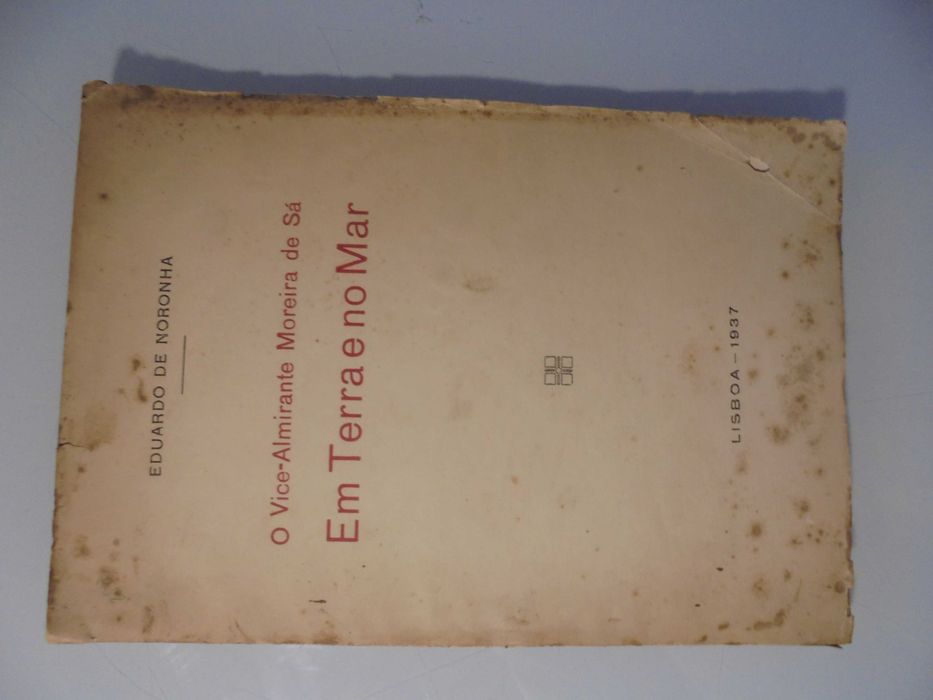 EDUARDO DE NORONHA
O Vice-Almirante Moreira de Sá
Em Terra e no Mar
LISBOA — 1937